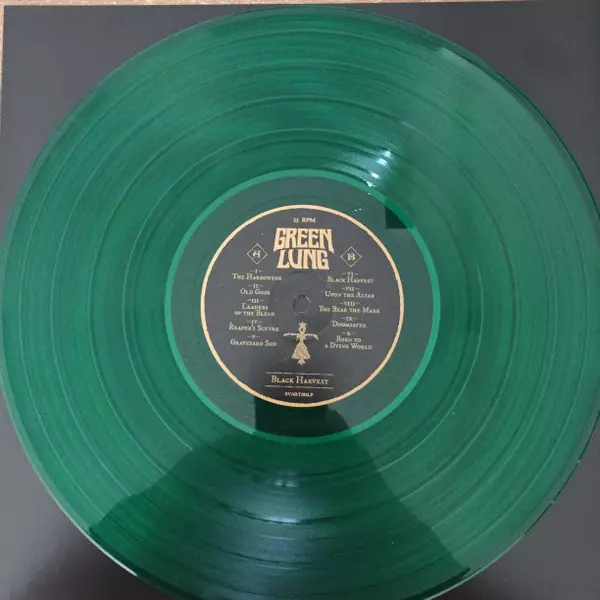 33 RPM
GREEN
LUNG
A
I
THE HARROWING
II
OLD GODS
III
LEADERS
OF THE BLIND
IV
REAPER'S SCYTHE
V
GRAVEYARD SUN
B
VI
BLACK HARVEST
VII
UPON THE ALTAR
VIII
YOU BEAR THE MARK
IX
DOOMSAYER
X
BORN TO
A DYING WORLD
BLACK HARVEST